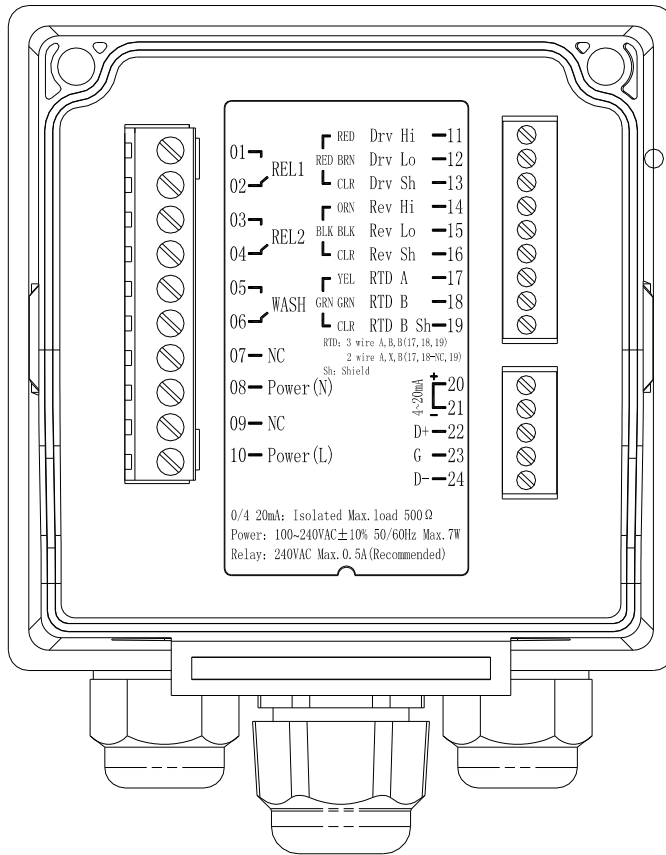 01
02
REL1
03
04
REL2
05
06
WASH
07 NC
08 Power(N)
09 NC
10 Power(L)
RED Drv Hi 11
RED BRN Drv Lo 12
CLR Drv Sh 13
ORN Rev Hi 14
BLK BLK Rev Lo 15
CLR Rev Sh 16
YEL RTD A 17
GRN GRN RTD B 18
CLR RTD B Sh 19
RTD: 3 wire A,B,B(17,18,19)
2 wire A,X,B(17,18-NC,19)
Sh: Shield
4~20mA
+ 20
- 21
D+ 22
G 23
D- 24
0/4 20mA: Isolated Max.load 500Ω
Power: 100~240VAC±10% 50/60Hz Max.7W
Relay: 240VAC Max.0.5A(Recommended)